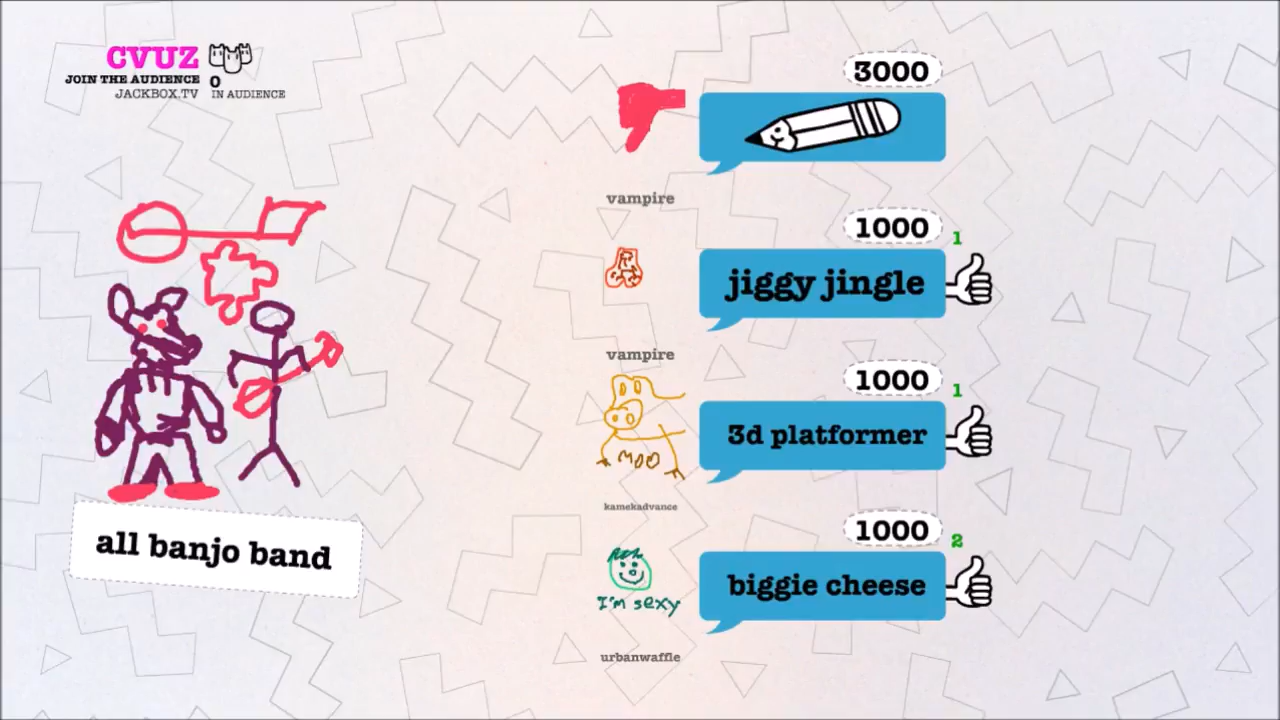 CVUZ
JOIN THE AUDIENCE
JACKBOX.TV
0
IN AUDIENCE
all banjo band
3000
vampire
1000
1
jiggy jingle
vampire
1000
1
3d platformer
MOO
kamekadvance
1000
2
biggie cheese
I'm sexy
urbanwaffle